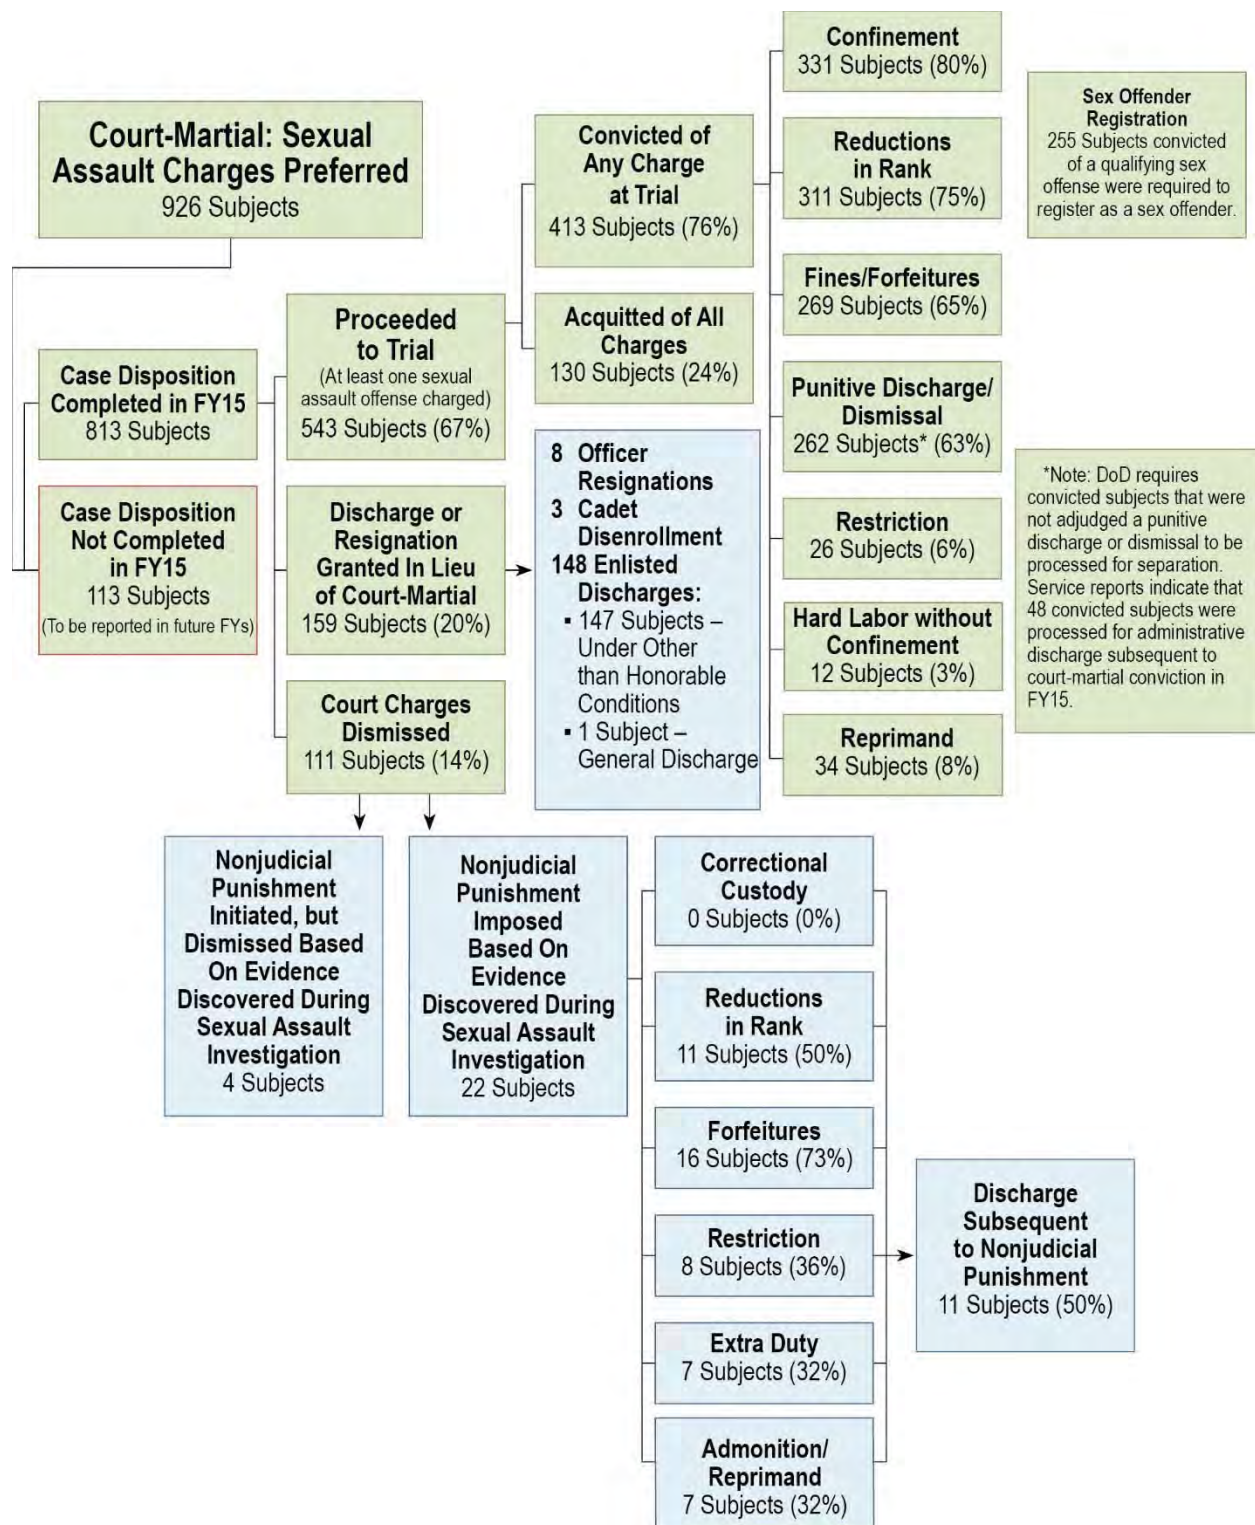 Court-Martial: Sexual
Assault Charges Preferred
926 Subjects
Case Disposition
Completed in FY15
813 Subjects
Case Disposition
Not Completed
in FY15
113 Subjects
(To be reported in future FYs)
Proceeded
to Trial
(At least one sexual
assault offense charged)
543 Subjects (67%)
Discharge or
Resignation
Granted In Lieu
of Court-Martial
159 Subjects (20%)
Court Charges
Dismissed
111 Subjects (14%)
Convicted of
Any Charge
at Trial
413 Subjects (76%)
Acquitted of All
Charges
130 Subjects (24%)
8 Officer
Resignations
3 Cadet
Disenrollment
148 Enlisted
Discharges:
▪ 147 Subjects –
Under Other
than Honorable
Conditions
▪ 1 Subject –
General Discharge
Confinement
331 Subjects (80%)
Reductions
in Rank
311 Subjects (75%)
Fines/Forfeitures
269 Subjects (65%)
Punitive Discharge/
Dismissal
262 Subjects* (63%)
Restriction
26 Subjects (6%)
Hard Labor without
Confinement
12 Subjects (3%)
Reprimand
34 Subjects (8%)
Sex Offender
Registration
255 Subjects convicted
of a qualifying sex
offense were required to
register as a sex offender.
*Note: DoD requires
convicted subjects that were
not adjudged a punitive
discharge or dismissal to be
processed for separation.
Service reports indicate that
48 convicted subjects were
processed for administrative
discharge subsequent to
court-martial conviction in
FY15.
Nonjudicial
Punishment
Initiated, but
Dismissed Based
On Evidence
Discovered During
Sexual Assault
Investigation
4 Subjects
Nonjudicial
Punishment
Imposed
Based On
Evidence
Discovered During
Sexual Assault
Investigation
22 Subjects
Correctional
Custody
0 Subjects (0%)
Reductions
in Rank
11 Subjects (50%)
Forfeitures
16 Subjects (73%)
Restriction
8 Subjects (36%)
Extra Duty
7 Subjects (32%)
Admonition/
Reprimand
7 Subjects (32%)
Discharge
Subsequent
to Nonjudicial
Punishment
11 Subjects (50%)